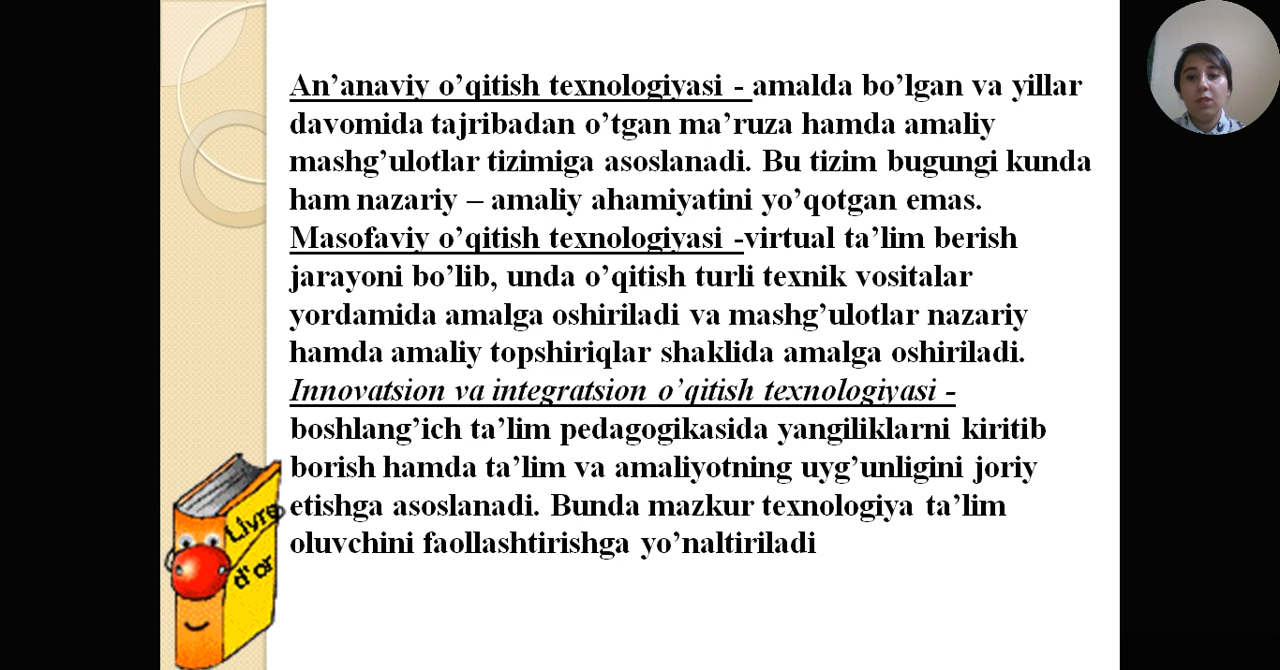 An’anaviy o’qitish texnologiyasi - amalda bo’lgan va yillar
davomida tajribadan o’tgan ma’ruza hamda amaliy
mashg’ulotlar tizimiga asoslanadi. Bu tizim bugungi kunda
ham nazariy – amaliy ahamiyatini yo’qotgan emas.
Masofaviy o’qitish texnologiyasi -virtual ta’lim berish
jarayoni bo’lib, unda o’qitish turli texnik vositalar
yordamida amalga oshiriladi va mashg’ulotlar nazariy
hamda amaliy topshiriqlar shaklida amalga oshiriladi.
Innovatsion va integratsion o’qitish texnologiyasi -
boshlang’ich ta’lim pedagogikasida yangiliklarni kiritib
borish hamda ta’lim va amaliyotning uyg’unligini joriy
etishga asoslanadi. Bunda mazkur texnologiya ta’lim
oluvchini faollashtirishga yo’naltiriladi
Livre
d'or